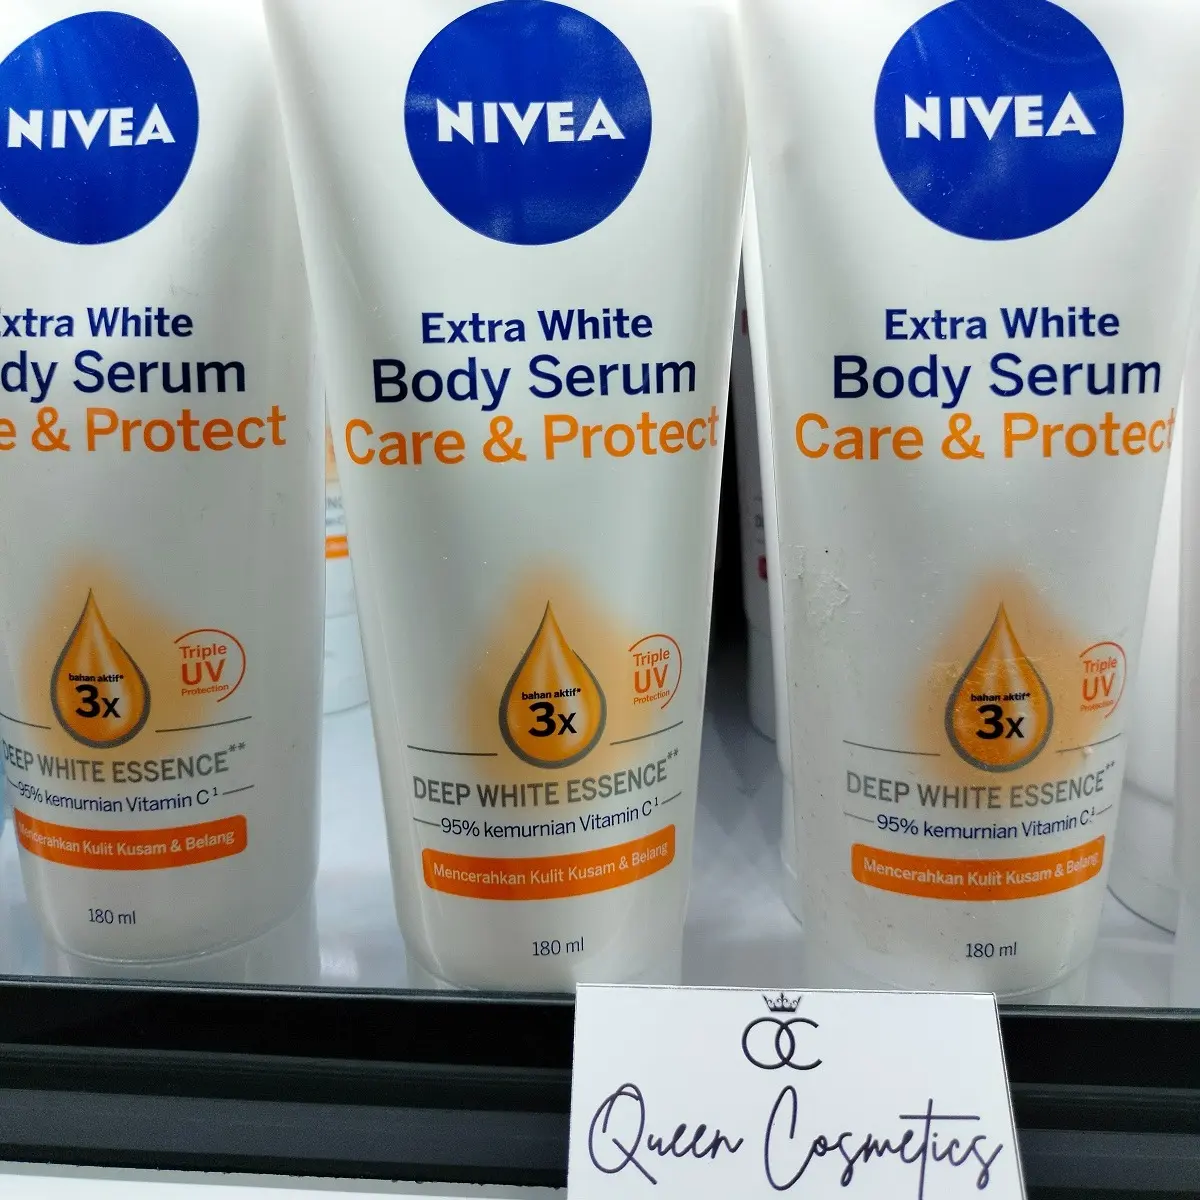 NIVEA
xtra White
dy Serum
e & Protect
bahan aktif*
3x
Triple
UV
Protection
DEEP WHITE ESSENCE**
95% kemurnian Vitamin C¹
Mencerahkan Kulit Kusam & Belang
180 ml
NIVEA
Extra White
Body Serum
Care & Protect
bahan aktif*
3x
Triple
UV
Protection
DEEP WHITE ESSENCE**
95% kemurnian Vitamin C¹
Mencerahkan Kulit Kusam & Belang
180 ml
NIVEA
Extra White
Body Serum
Care & Protect
bahan aktif*
3x
Triple
UV
Protection
DEEP WHITE ESSENCE**
95% kemurnian Vitamin C¹
Mencerahkan Kulit Kusam & Belang
180 ml
QC
Queen Cosmetics